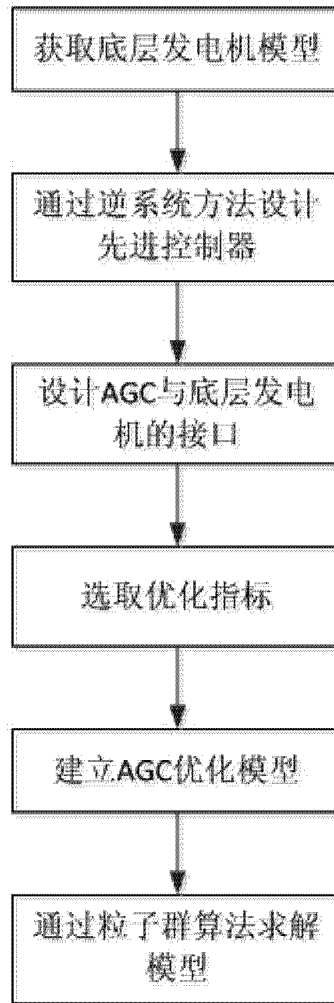 获取底层发电机模型
通过逆系统方法设计
先进控制器
设计AGC与底层发电
机的接口
选取优化指标
建立AGC优化模型
通过粒子群算法求解
模型